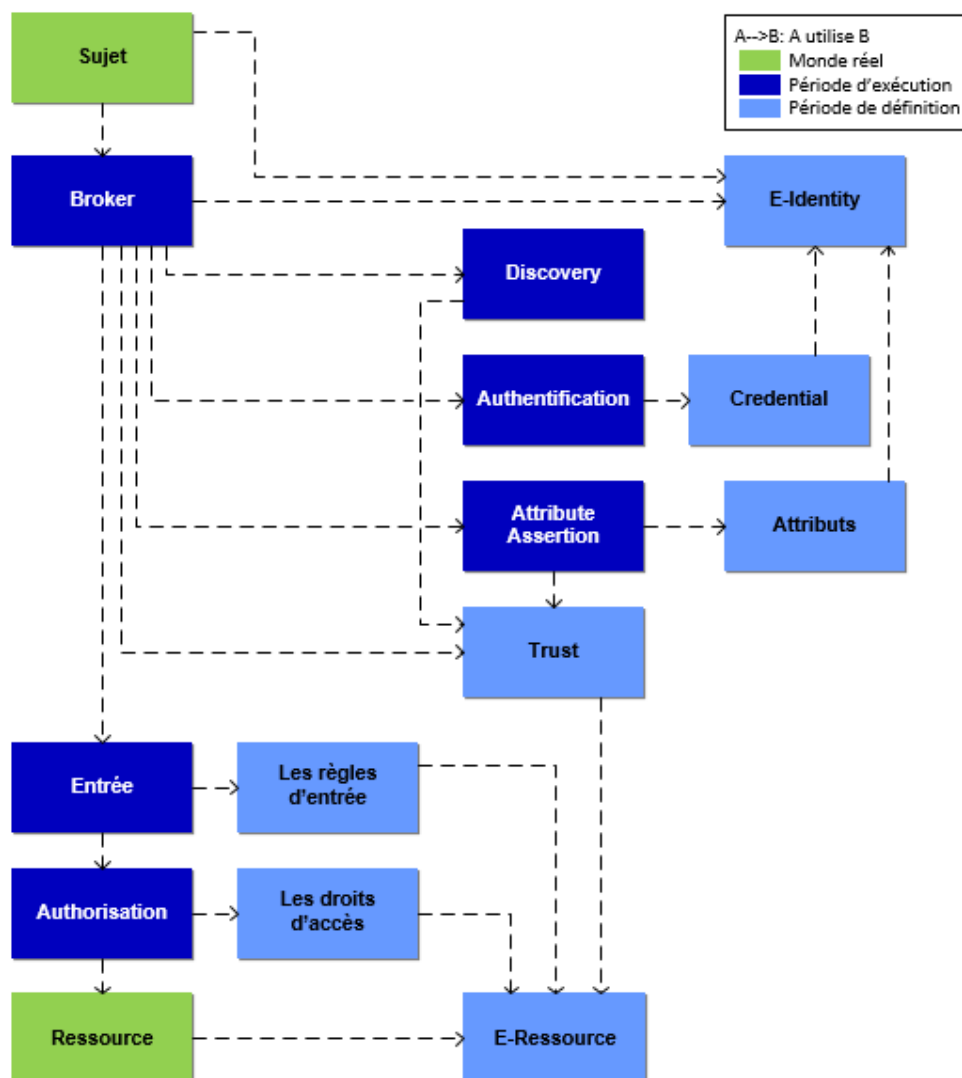 A-->B: A utilise B
Monde réel
Période d'exécution
Période de définition
Sujet
Broker
E-Identity
Discovery
Authentification
Credential
Attribute
Assertion
Attributs
Trust
Entrée
Les règles
d'entrée
Authorisation
Les droits
d'accès
Ressource
E-Ressource